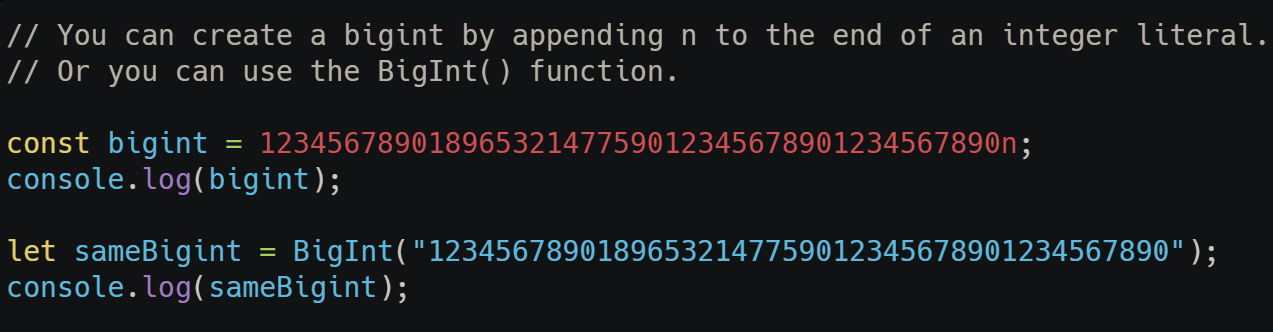 // You can create a bigint by appending n to the end of an integer literal.
// Or you can use the BigInt() function.
const bigint = 12345678901896532147759012345678901234567890n;
console.log(bigint);
let sameBigint = BigInt("12345678901896532147759012345678901234567890");
console.log(sameBigint);